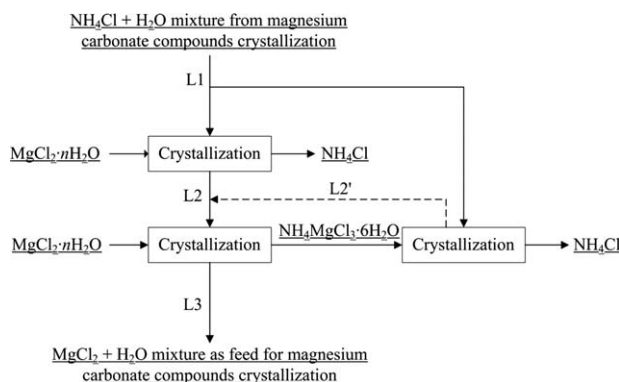 NH₄Cl + H₂O mixture from magnesium
carbonate compounds crystallization
L1
MgCl₂·nH₂O
Crystallization
NH₄Cl
L2
L2'
MgCl₂·nH₂O
Crystallization
NH₄MgCl₃·6H₂O
Crystallization
NH₄Cl
L3
MgCl₂ + H₂O mixture as feed for magnesium
carbonate compounds crystallization